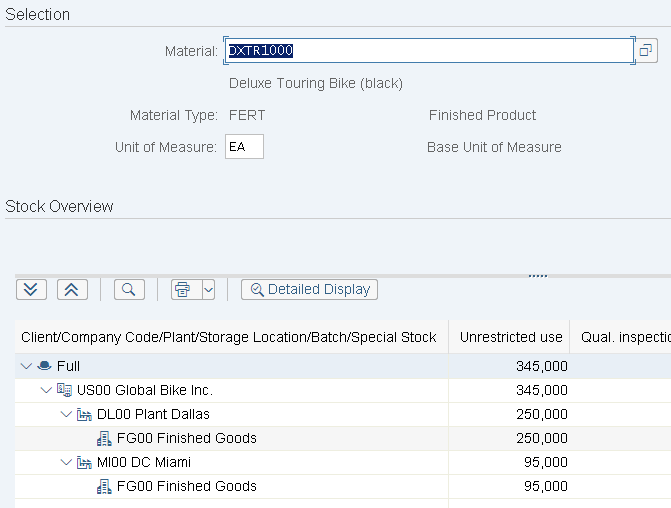 Selection
Material: DXTR1000
Deluxe Touring Bike (black)
Material Type: FERT Finished Product
Unit of Measure: EA Base Unit of Measure
Stock Overview
Detailed Display
Client/Company Code/Plant/Storage Location/Batch/Special Stock Unrestricted use Qual. inspectio
Full 345,000
US00 Global Bike Inc. 345,000
DL00 Plant Dallas 250,000
FG00 Finished Goods 250,000
MI00 DC Miami 95,000
FG00 Finished Goods 95,000